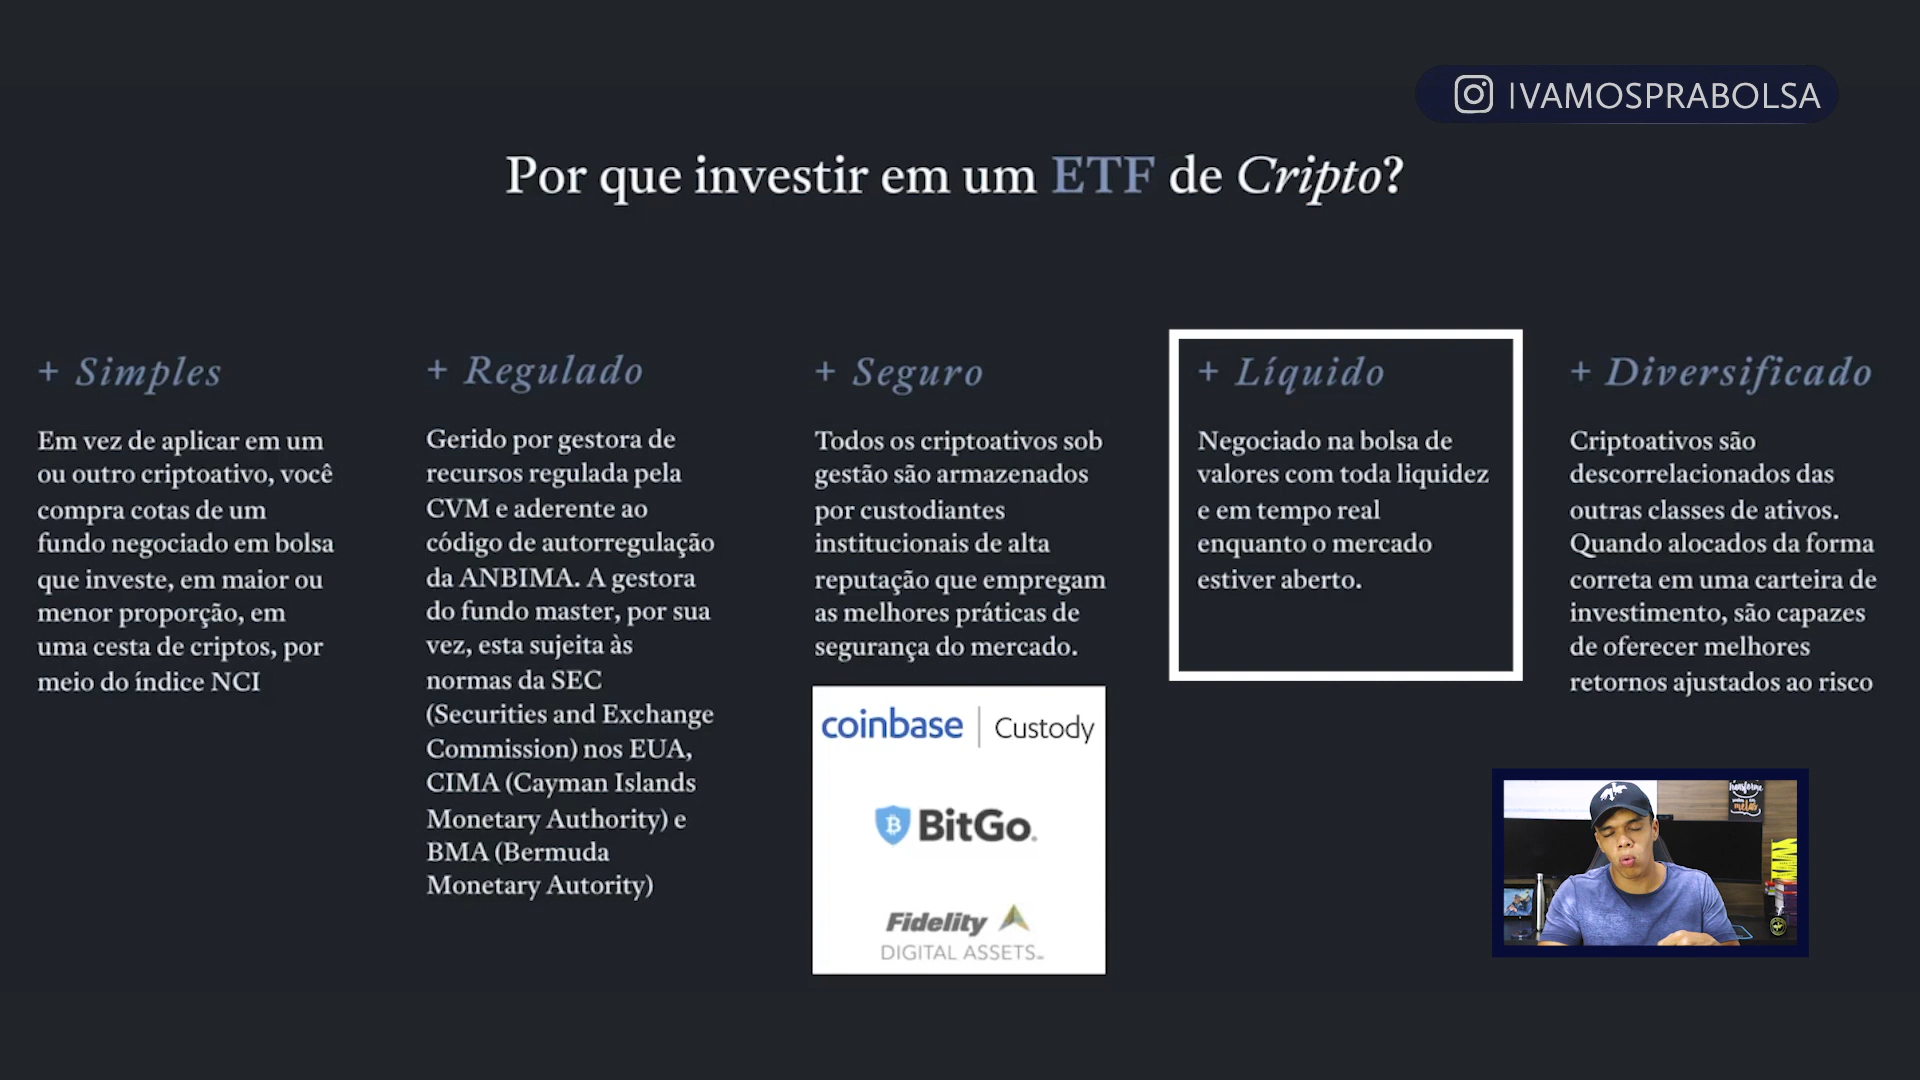 |VAMOSPRABOLSA
Por que investir em um ETF de Cripto?
+ Simples
Em vez de aplicar em um
ou outro criptoativo, você
compra cotas de um
fundo negociado em bolsa
que investe, em maior ou
menor proporção, em
uma cesta de criptos, por
meio do índice NCI
+ Regulado
Gerido por gestora de
recursos regulada pela
CVM e aderente ao
código de autorregulação
da ANBIMA. A gestora
do fundo master, por sua
vez, esta sujeita às
normas da SEC
(Securities and Exchange
Commission) nos EUA,
CIMA (Cayman Islands
Monetary Authority) e
BMA (Bermuda
Monetary Autority)
+ Seguro
Todos os criptoativos sob
gestão são armazenados
por custodiantes
institucionais de alta
reputação que empregam
as melhores práticas de
segurança do mercado.
coinbase | Custody
BitGo
Fidelity
DIGITAL ASSETS
+ Líquido
Negociado na bolsa de
valores com toda liquidez
e em tempo real
enquanto o mercado
estiver aberto.
+ Diversificado
Criptoativos são
descorrelacionados das
outras classes de ativos.
Quando alocados da forma
correta em uma carteira de
investimento, são capazes
de oferecer melhores
retornos ajustados ao risco
Transforme
metas